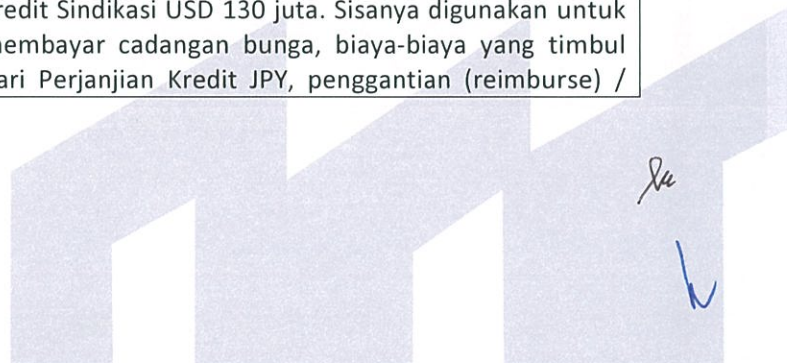 redit Sindikasi USD 130 juta. Sisanya digunakan untuk
embayar cadangan bunga, biaya-biaya yang timbul
ari Perjanjian Kredit JPY, penggantian (reimburse) /